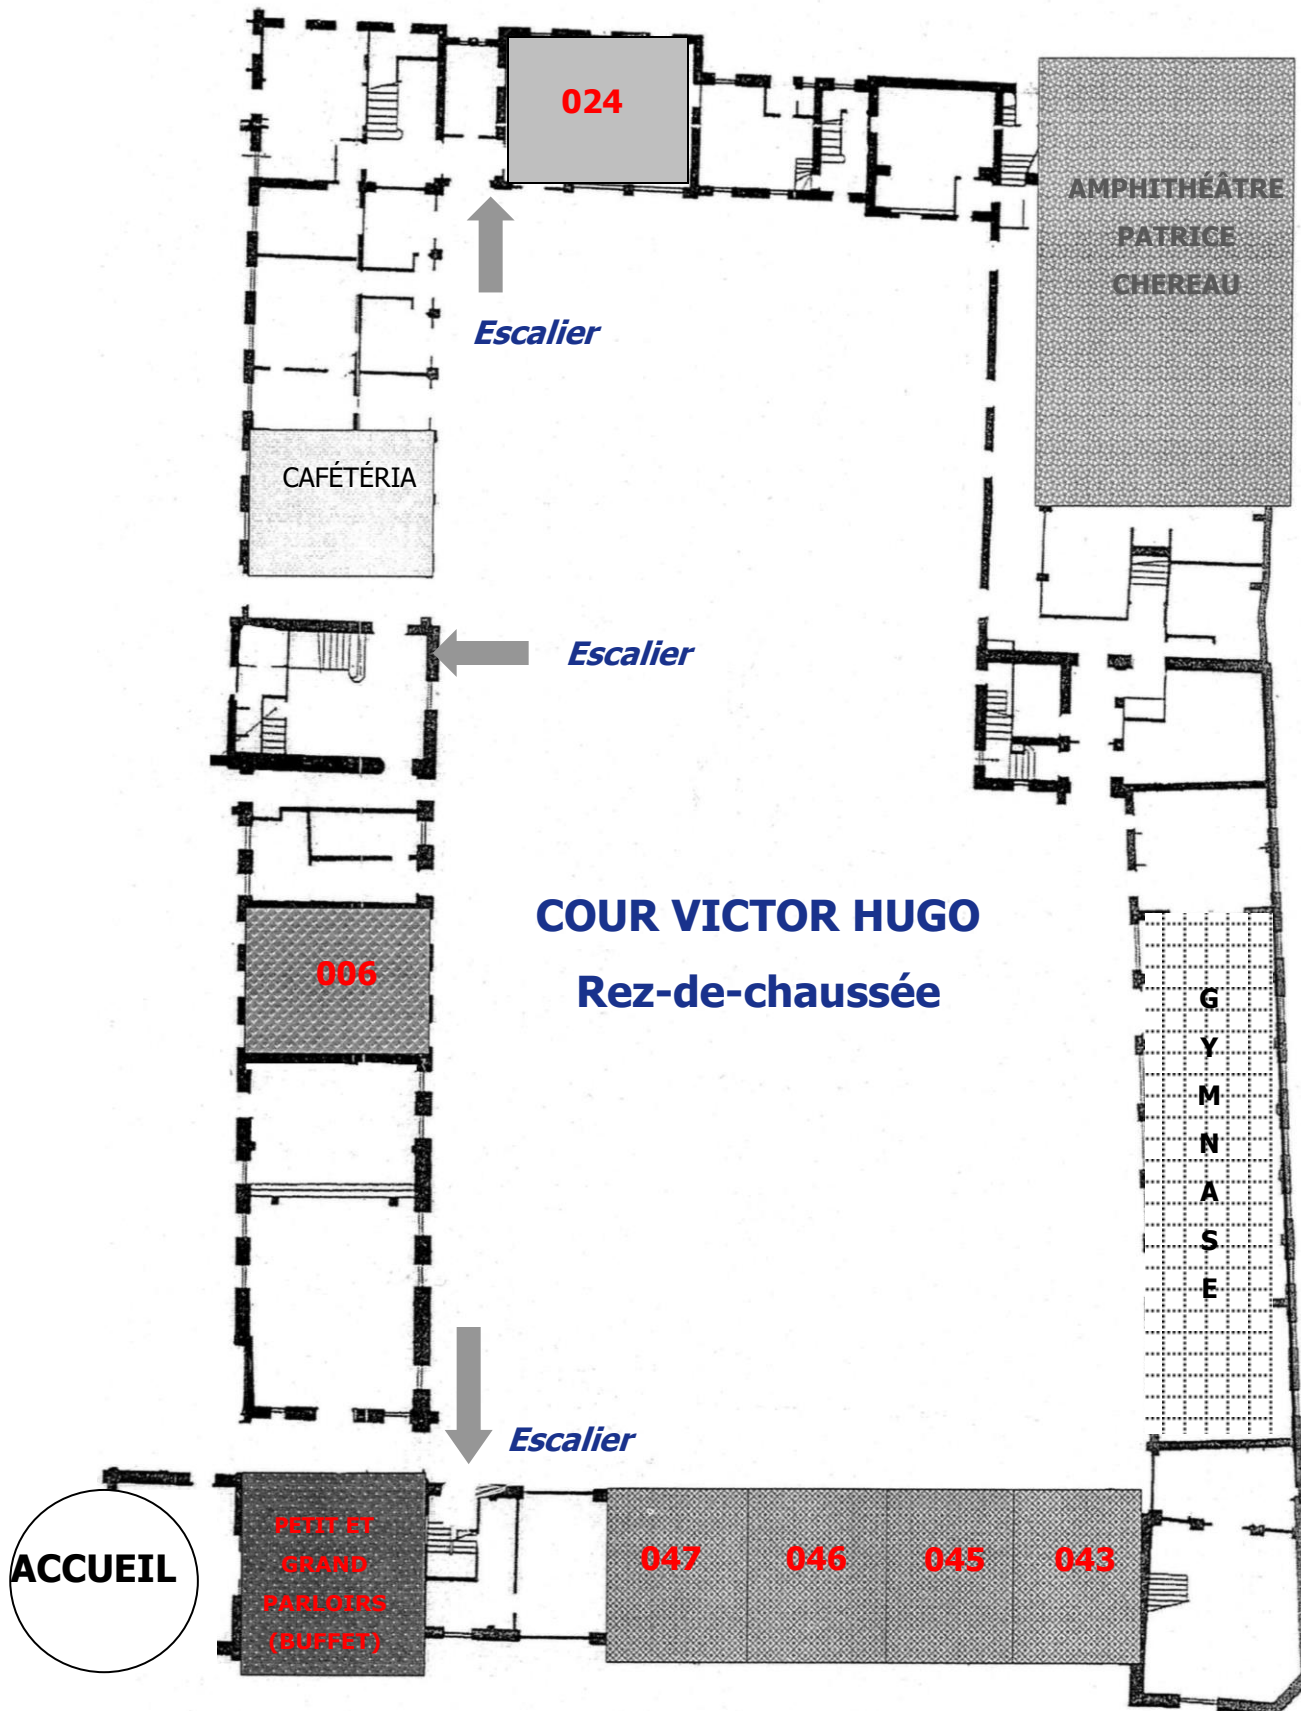 024
AMPHITHÉÂTRE
PATRICE
CHEREAU
Escalier
CAFÉTÉRIA
Escalier
COUR VICTOR HUGO
006
Rez-de-chaussée
G
Y
M
N
A
S
E
Escalier
PETIT ET
GRAND
PARLOIRS
(BUFFET)
ACCUEIL
047
046
045
043